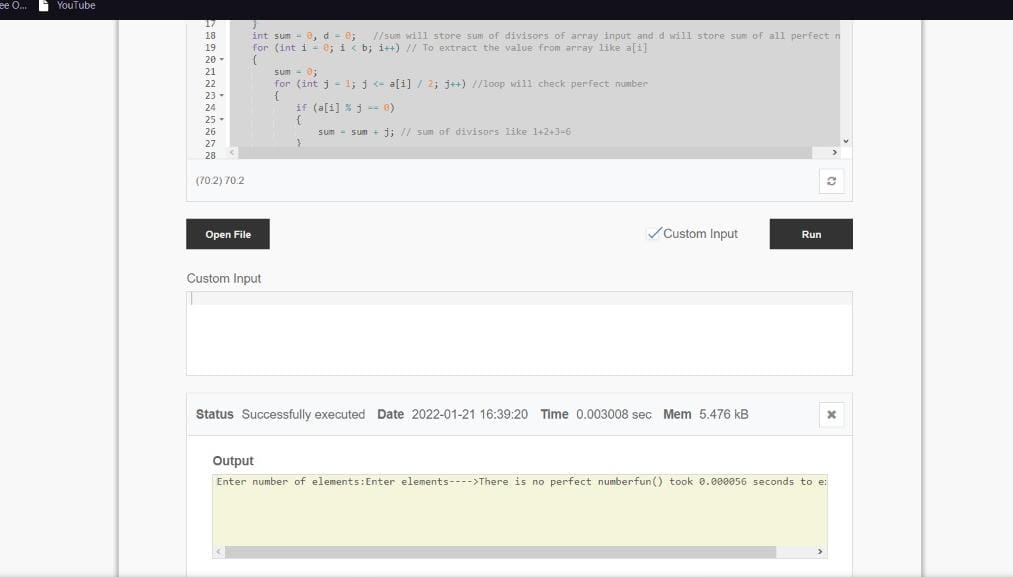 ee O... YouTube
17 }
18 int sum = 0, d = 0; //sum will store sum of divisors of array input and d will store sum of all perfect n
19 for (int i = 0; i < b; i++) // To extract the value from array like a[i]
20 {
21 sum = 0;
22 for (int j = 1; j <= a[i] / 2; j++) //loop will check perfect number
23 {
24 if (a[i] % j == 0)
25 {
26 sum = sum + j; // sum of divisors like 1+2+3=6
27 }
28
(70:2) 70:2
Open File Custom Input Run
Custom Input
Status Successfully executed Date 2022-01-21 16:39:20 Time 0.003008 sec Mem 5.476 kB
Output
Enter number of elements:Enter elements---->There is no perfect numberfun() took 0.000056 seconds to e